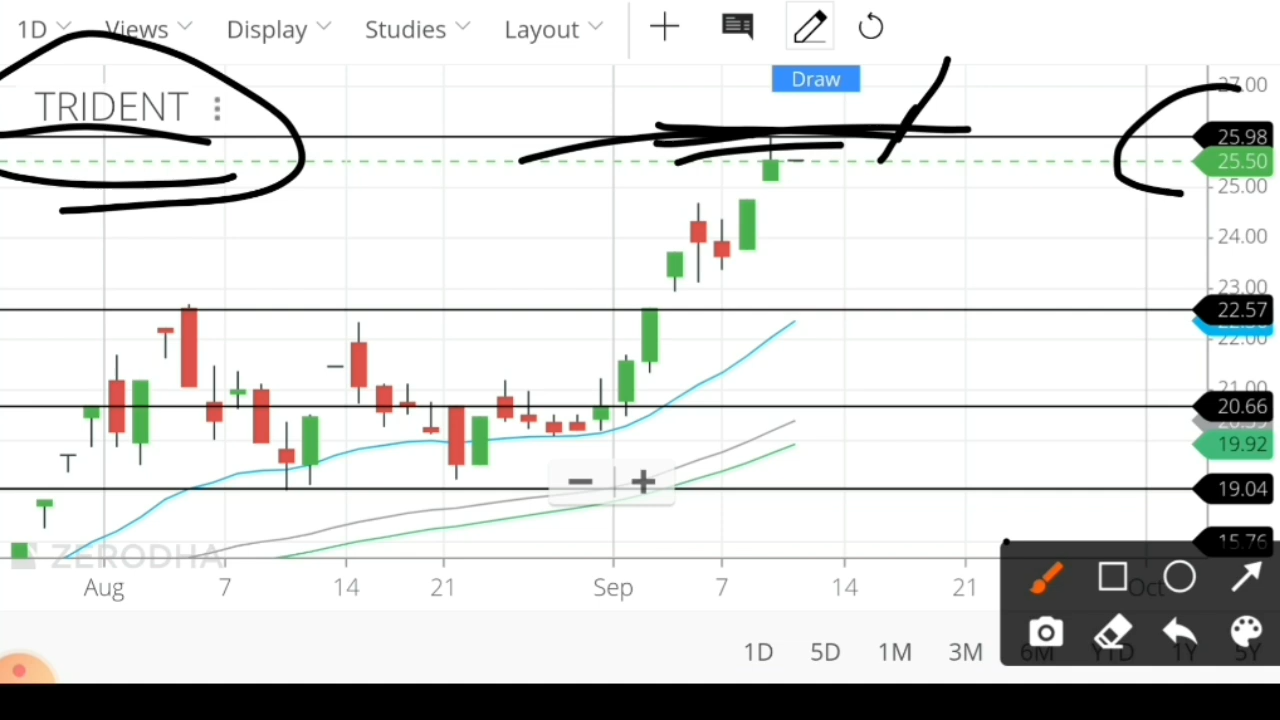 1D Views Display Studies Layout
Draw
TRIDENT
27.00
25.98
25.50
25.00
24.00
23.00
22.57
22.00
21.00
20.66
19.92
19.04
15.76
ZERODHA
Aug 7 14 21 Sep 7 14 21 Oct
1D 5D 1M 3M 6M YTD 1Y 5Y